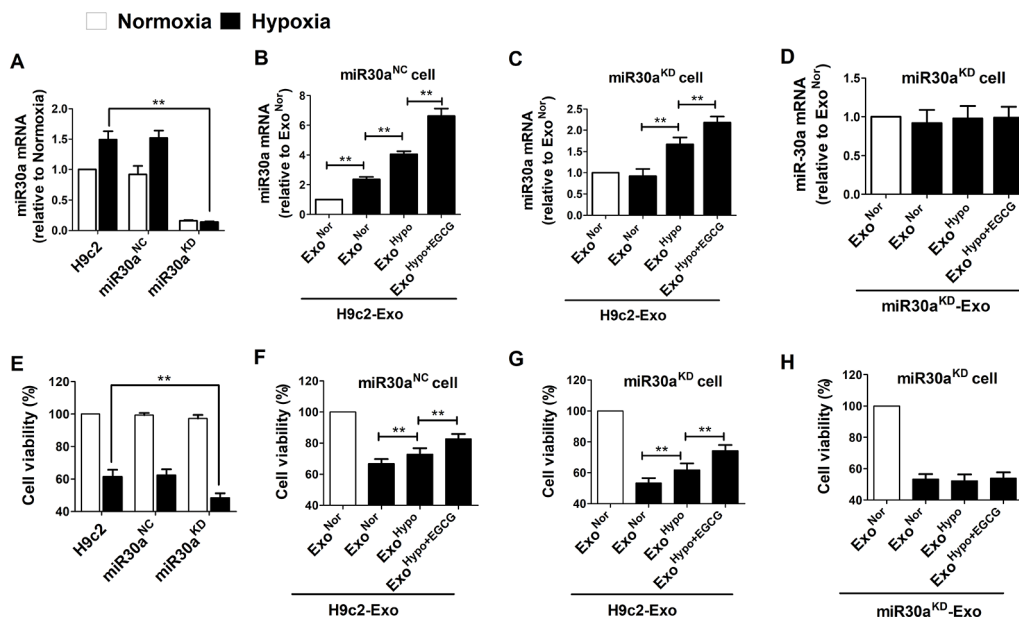 Normoxia Hypoxia
A
miR30a mRNA
(relative to Normoxia)
2.0
1.5
1.0
0.5
0.0
**
H9c2
miR30a^NC
miR30a^KD
B
miR30a^NC cell
miR30a mRNA
(relative to Exo^Nor)
8
6
4
2
0
**
**
**
Exo^Nor
Exo^Nor
Exo^Hypo
Exo^Hypo+EGCG
H9c2-Exo
C
miR30a^KD cell
miR30a mRNA
(relative to Exo^Nor)
2.5
2.0
1.5
1.0
0.5
0.0
**
**
Exo^Nor
Exo^Nor
Exo^Hypo
Exo^Hypo+EGCG
H9c2-Exo
D
miR30a^KD cell
miR-30a mRNA
(relative to Exo^Nor)
1.5
1.0
0.5
0.0
Exo^Nor
Exo^Nor
Exo^Hypo
Exo^Hypo+EGCG
miR30a^KD-Exo
E
Cell viability (%)
120
100
80
60
40
**
H9c2
miR30a^NC
miR30a^KD
F
miR30a^NC cell
Cell viability (%)
120
100
80
60
40
**
**
Exo^Nor
Exo^Nor
Exo^Hypo
Exo^Hypo+EGCG
H9c2-Exo
G
miR30a^KD cell
Cell viability (%)
120
100
80
60
40
**
**
Exo^Nor
Exo^Nor
Exo^Hypo
Exo^Hypo+EGCG
H9c2-Exo
H
miR30a^KD cell
Cell viability (%)
120
100
80
60
40
Exo^Nor
Exo^Nor
Exo^Hypo
Exo^Hypo+EGCG
miR30a^KD-Exo